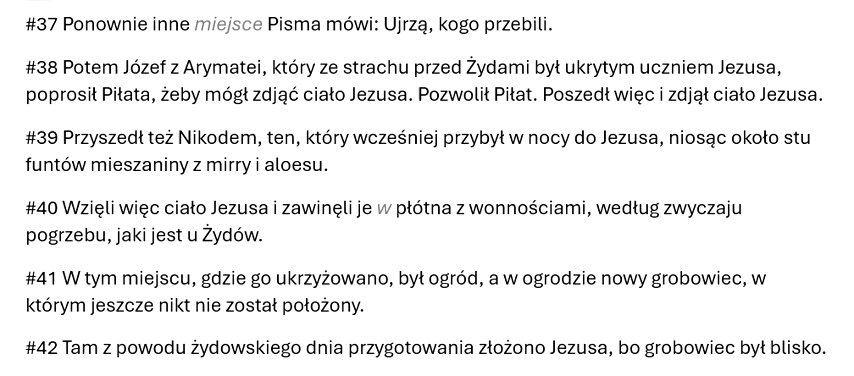 #37 Ponownie inne miejsce Pisma mówi: Ujrzą, kogo przebili.
#38 Potem Józef z Arymatei, który ze strachu przed Żydami był ukrytym uczniem Jezusa,
poprosił Piłata, żeby mógł zdjąć ciało Jezusa. Pozwolił Piłat. Poszedł więc i zdjął ciało Jezusa.
#39 Przyszedł też Nikodem, ten, który wcześniej przybył w nocy do Jezusa, niosąc około stu
funtów mieszaniny z mirry i aloesu.
#40 Wzięli więc ciało Jezusa i zawinęli je w płótna z wonnościami, według zwyczaju
pogrzebu, jaki jest u Żydów.
#41 W tym miejscu, gdzie go ukrzyżowano, był ogród, a w ogrodzie nowy grobowiec, w
którym jeszcze nikt nie został położony.
#42 Tam z powodu żydowskiego dnia przygotowania złożono Jezusa, bo grobowiec był blisko.